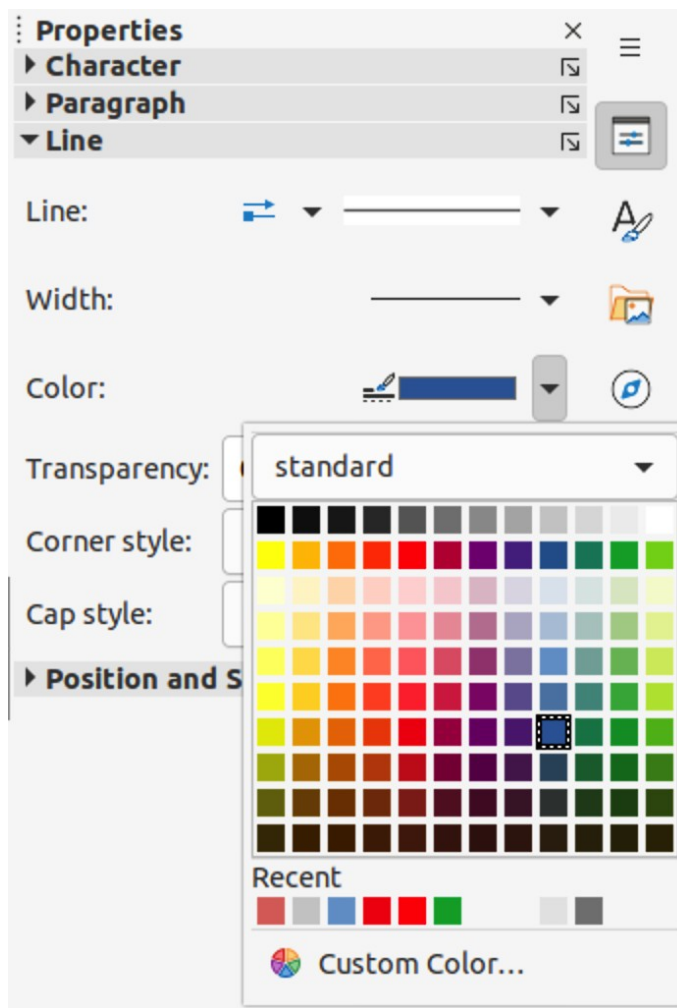 Properties
Character
Paragraph
Line
Line:
Width:
Color:
Transparency:
standard
Corner style:
Cap style:
Position and S
Recent
Custom Color...